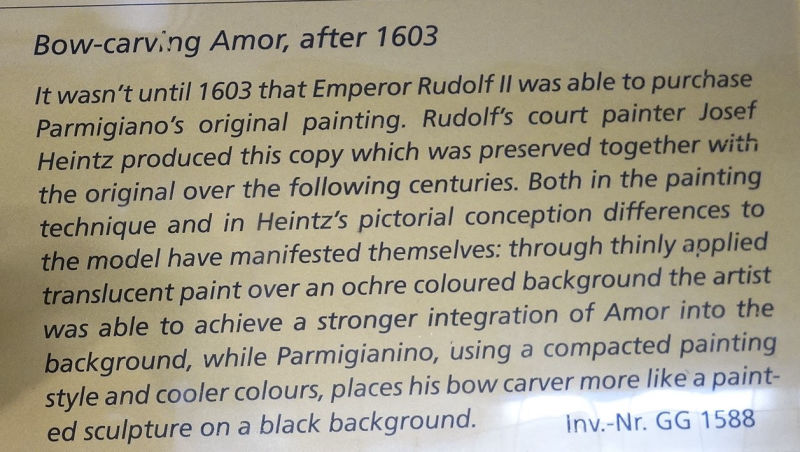 Bow-carving Amor, after 1603
It wasn't until 1603 that Emperor Rudolf II was able to purchase
Parmigiano's original painting. Rudolf's court painter Josef
Heintz produced this copy which was preserved together with
the original over the following centuries. Both in the painting
technique and in Heintz's pictorial conception differences to
the model have manifested themselves: through thinly applied
translucent paint over an ochre coloured background the artist
was able to achieve a stronger integration of Amor into the
background, while Parmigianino, using a compacted painting
style and cooler colours, places his bow carver more like a paint-
ed sculpture on a black background. Inv.-Nr. GG 1588